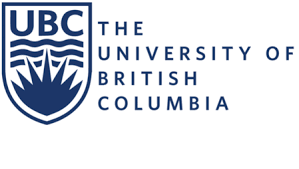 UBC
THE
UNIVERSITY OF
BRITISH
COLUMBIA